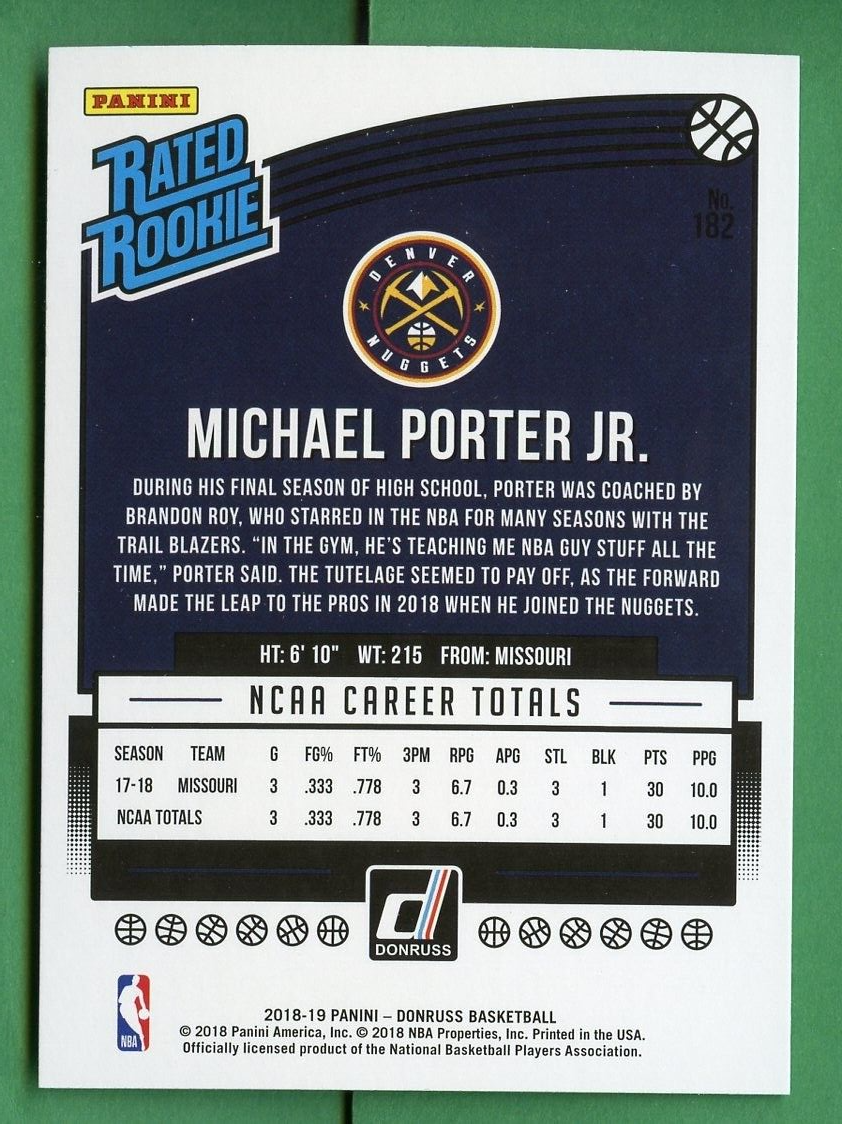 PANINI
RATED
ROOKIE
No.
182
DENVER
NUGGETS
MICHAEL PORTER JR.
DURING HIS FINAL SEASON OF HIGH SCHOOL, PORTER WAS COACHED BY
BRANDON ROY, WHO STARRED IN THE NBA FOR MANY SEASONS WITH THE
TRAIL BLAZERS. “IN THE GYM, HE’S TEACHING ME NBA GUY STUFF ALL THE
TIME,” PORTER SAID. THE TUTELAGE SEEMED TO PAY OFF, AS THE FORWARD
MADE THE LEAP TO THE PROS IN 2018 WHEN HE JOINED THE NUGGETS.
HT: 6' 10" WT: 215 FROM: MISSOURI
NCAA CAREER TOTALS
SEASON TEAM G FG% FT% 3PM RPG APG STL BLK PTS PPG
17-18 MISSOURI 3 .333 .778 3 6.7 0.3 3 1 30 10.0
NCAA TOTALS 3 .333 .778 3 6.7 0.3 3 1 30 10.0
d
DONRUSS
NBA
2018-19 PANINI – DONRUSS BASKETBALL
© 2018 Panini America, Inc. © 2018 NBA Properties, Inc. Printed in the USA.
Officially licensed product of the National Basketball Players Association.